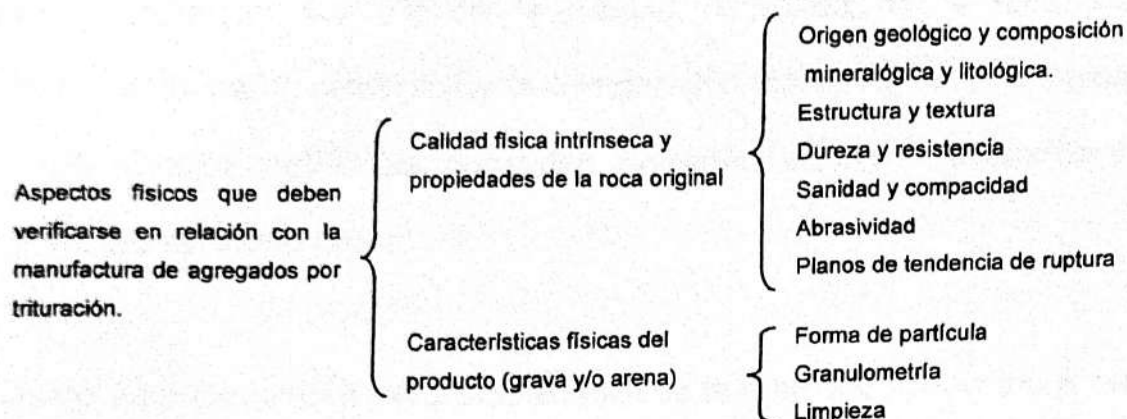 Aspectos físicos que deben
verificarse en relación con la
manufactura de agregados por
trituración.
Calidad física intrínseca y
propiedades de la roca original
Origen geológico y composición
mineralógica y litológica.
Estructura y textura
Dureza y resistencia
Sanidad y compacidad
Abrasividad
Planos de tendencia de ruptura
Características físicas del
producto (grava y/o arena)
Forma de partícula
Granulometría
Limpieza